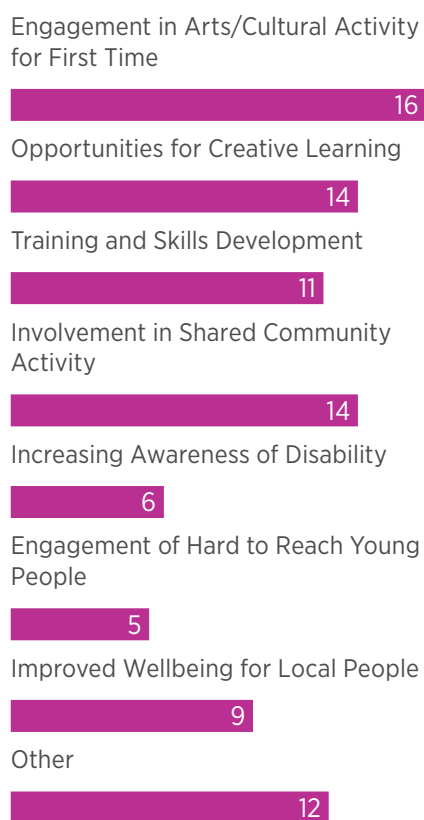 Engagement in Arts/Cultural Activity
for First Time
16
Opportunities for Creative Learning
14
Training and Skills Development
11
Involvement in Shared Community
Activity
14
Increasing Awareness of Disability
6
Engagement of Hard to Reach Young
People
5
Improved Wellbeing for Local People
9
Other
12